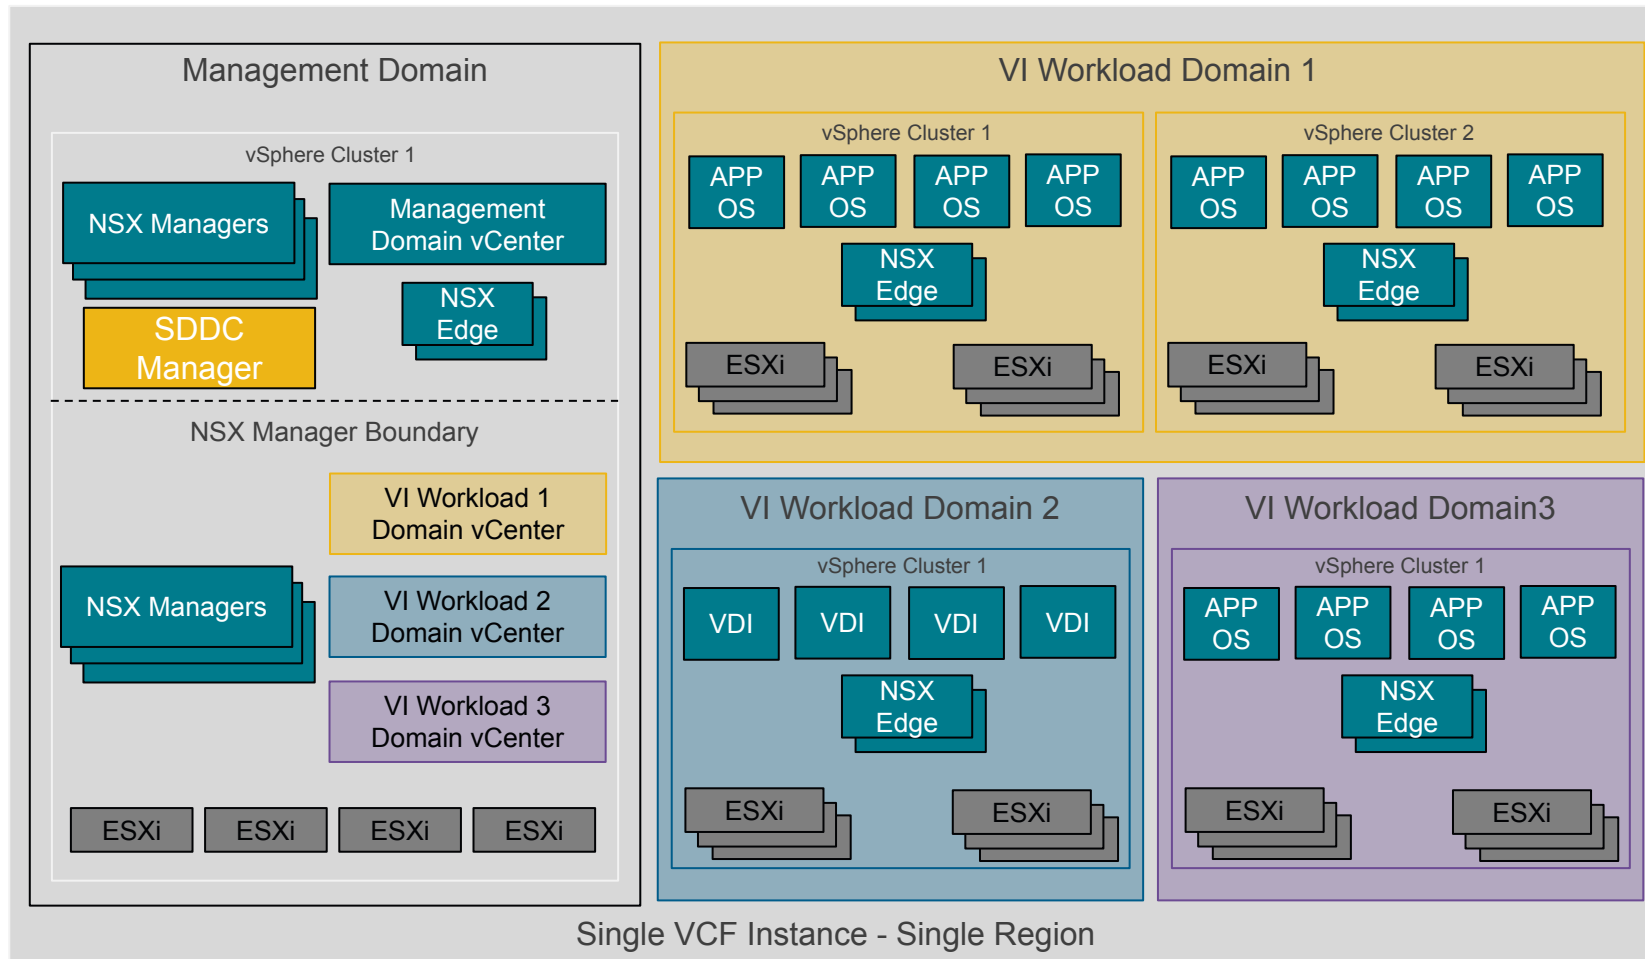 Management Domain
vSphere Cluster 1
NSX Managers
Management
Domain vCenter
NSX
Edge
SDDC
Manager
NSX Manager Boundary
VI Workload 1
Domain vCenter
NSX Managers
VI Workload 2
Domain vCenter
VI Workload 3
Domain vCenter
ESXi
ESXi
ESXi
ESXi
VI Workload Domain 1
vSphere Cluster 1
APP
OS
APP
OS
APP
OS
APP
OS
NSX
Edge
ESXi
ESXi
vSphere Cluster 2
APP
OS
APP
OS
APP
OS
APP
OS
NSX
Edge
ESXi
ESXi
VI Workload Domain 2
vSphere Cluster 1
VDI
VDI
VDI
VDI
NSX
Edge
ESXi
ESXi
VI Workload Domain3
vSphere Cluster 1
APP
OS
APP
OS
APP
OS
APP
OS
NSX
Edge
ESXi
ESXi
Single VCF Instance - Single Region